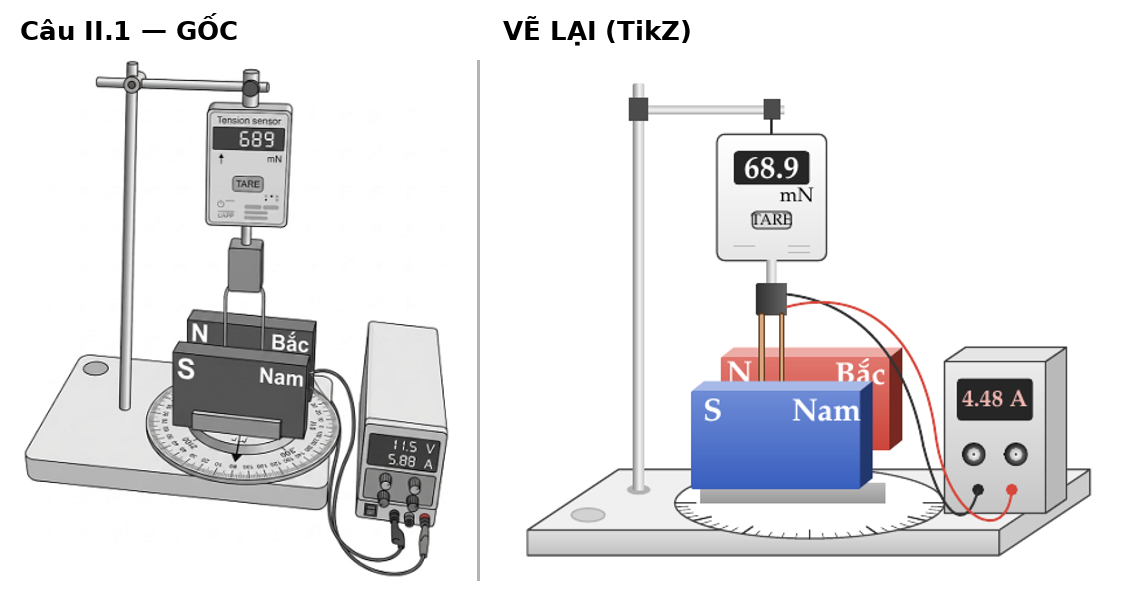 Câu II.1 — GỐC
VẼ LẠI (TikZ)
Tension sensor
689
mN
TARE
N
Bắc
S
Nam
11.5 V
5.88 A
68.9
mN
TARE
N
Bắc
S
Nam
4.48 A